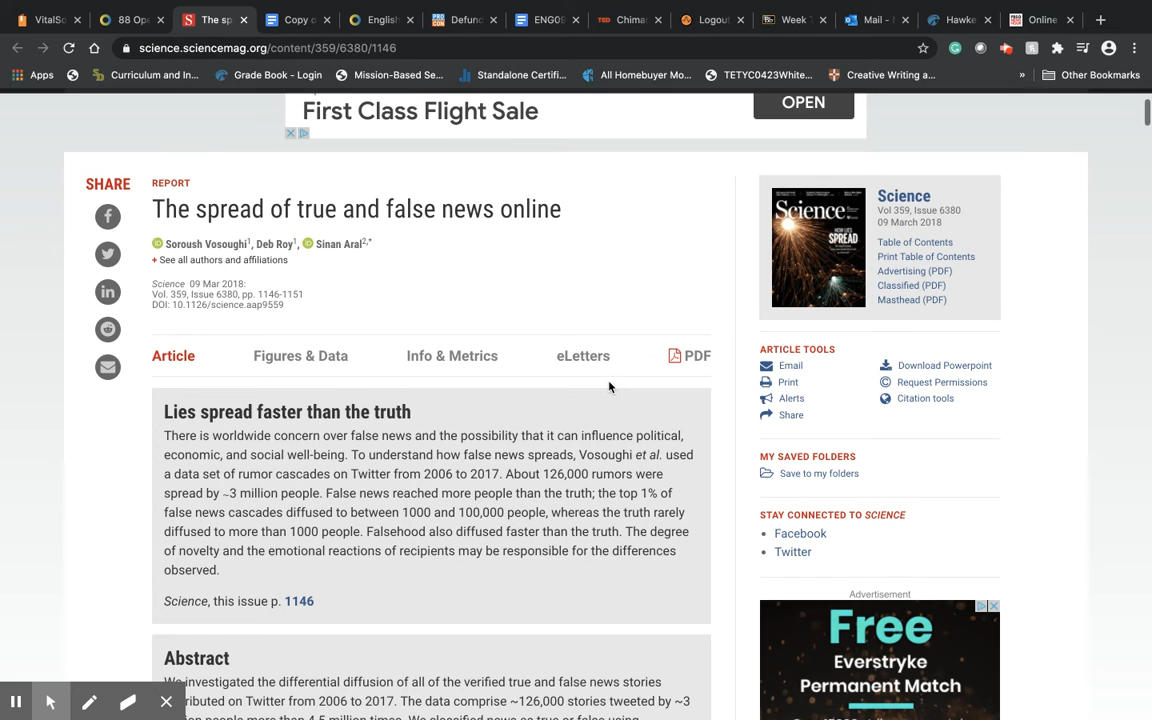 VitalSo
88 Ope
The sp
Copy o
English
Defund
ENG09
TED Chimar
Logout
Week
Mail -
Hawke
Online
science.sciencemag.org/content/359/6380/1146
Apps
Curriculum and In...
Grade Book - Login
Mission-Based Se...
Standalone Certifi...
All Homebuyer Mo...
TETYC0423White...
Creative Writing a...
»
Other Bookmarks
First Class Flight Sale
OPEN
SHARE
REPORT
The spread of true and false news online
Soroush Vosoughi1, Deb Roy1, Sinan Aral2,*
+ See all authors and affiliations
Science 09 Mar 2018:
Vol. 359, Issue 6380, pp. 1146-1151
DOI: 10.1126/science.aap9559
Article
Figures & Data
Info & Metrics
eLetters
PDF
Lies spread faster than the truth
There is worldwide concern over false news and the possibility that it can influence political,
economic, and social well-being. To understand how false news spreads, Vosoughi et al. used
a data set of rumor cascades on Twitter from 2006 to 2017. About 126,000 rumors were
spread by ~3 million people. False news reached more people than the truth; the top 1% of
false news cascades diffused to between 1000 and 100,000 people, whereas the truth rarely
diffused to more than 1000 people. Falsehood also diffused faster than the truth. The degree
of novelty and the emotional reactions of recipients may be responsible for the differences
observed.
Science, this issue p. 1146
Abstract
We investigated the differential diffusion of all of the verified true and false news stories
ributed on Twitter from 2006 to 2017. The data comprise ~126,000 stories tweeted by ~3
Science
HOW LIES
SPREAD
Science
Vol 359, Issue 6380
09 March 2018
Table of Contents
Print Table of Contents
Advertising (PDF)
Classified (PDF)
Masthead (PDF)
ARTICLE TOOLS
Email
Download Powerpoint
Print
Request Permissions
Alerts
Citation tools
Share
MY SAVED FOLDERS
Save to my folders
STAY CONNECTED TO SCIENCE
Facebook
Twitter
Advertisement
Free
Everstryke
Permanent Match